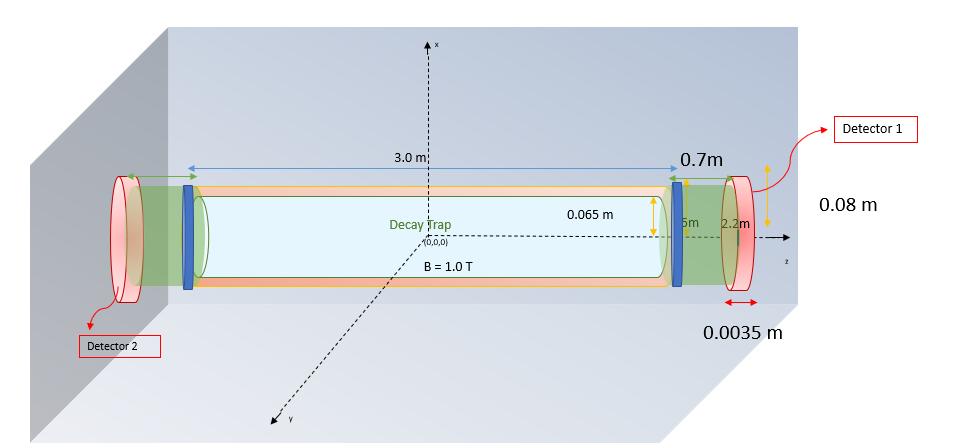 x
Detector 1
3.0 m
0.7m
0.08 m
0.065 m
Decay Trap
5m
2.2m
(0,0,0)
B = 1.0 T
z
0.0035 m
Detector 2
y